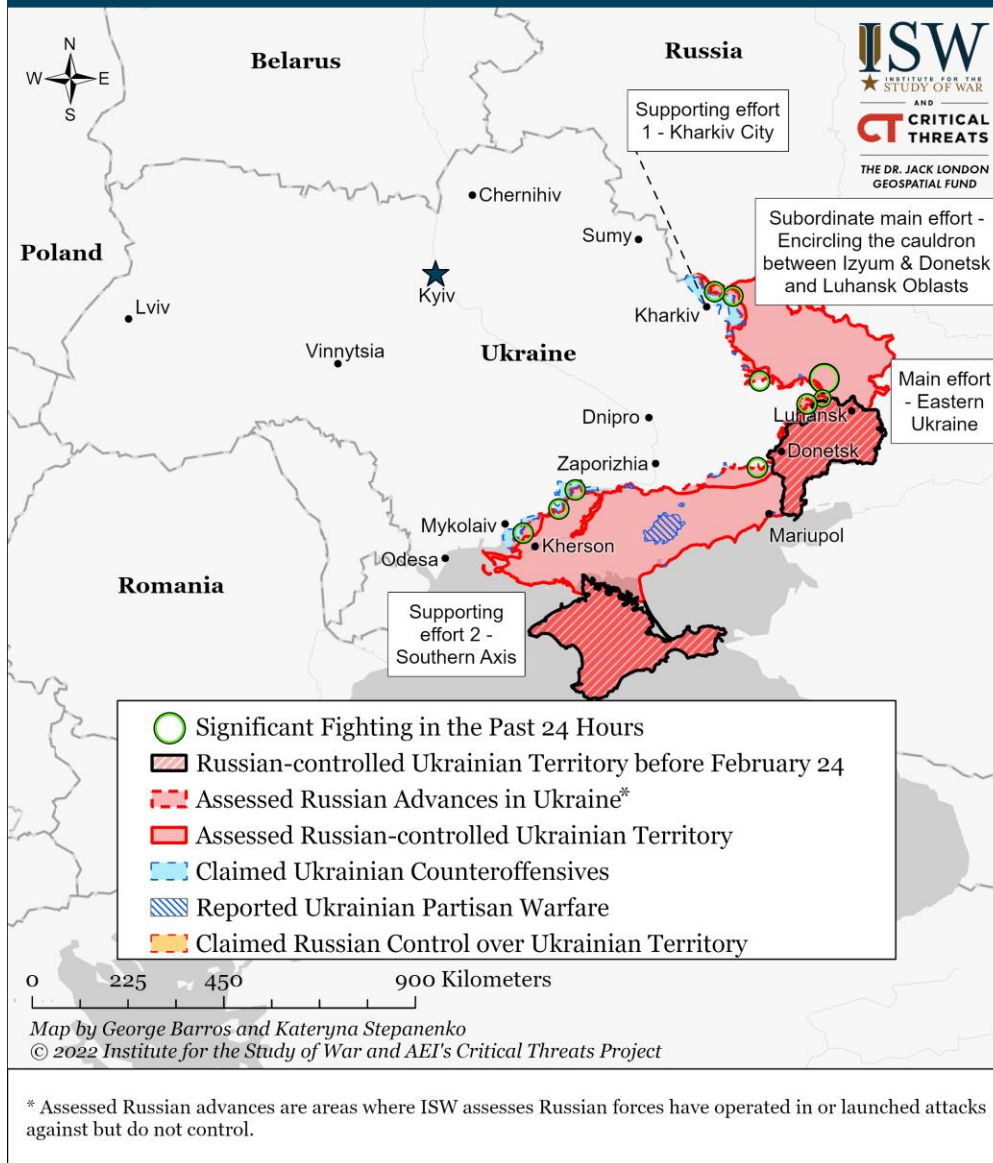 N
W
E
S
Belarus
Russia
ISW
INSTITUTE FOR THE
STUDY OF WAR
AND
CT CRITICAL
THREATS
THE DR. JACK LONDON
GEOSPATIAL FUND
Supporting effort
1 - Kharkiv City
Chernihiv
Subordinate main effort -
Encircling the cauldron
between Izyum & Donetsk
and Luhansk Oblasts
Sumy
Poland
Kyiv
Lviv
Kharkiv
Vinnytsia
Ukraine
Main effort
- Eastern
Ukraine
Dnipro
Luhansk
Donetsk
Zaporizhia
Mykolaiv
Mariupol
Kherson
Odesa
Romania
Supporting
effort 2 -
Southern Axis
Significant Fighting in the Past 24 Hours
Russian-controlled Ukrainian Territory before February 24
Assessed Russian Advances in Ukraine*
Assessed Russian-controlled Ukrainian Territory
Claimed Ukrainian Counteroffensives
Reported Ukrainian Partisan Warfare
Claimed Russian Control over Ukrainian Territory
0 225 450 900 Kilometers
Map by George Barros and Kateryna Stepanenko
© 2022 Institute for the Study of War and AEI's Critical Threats Project
* Assessed Russian advances are areas where ISW assesses Russian forces have operated in or launched attacks
against but do not control.